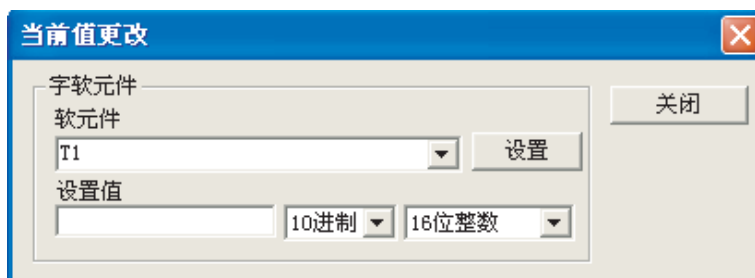 当前值更改
字软元件
关闭
软元件
T1
设置
设置值
10进制 16位整数